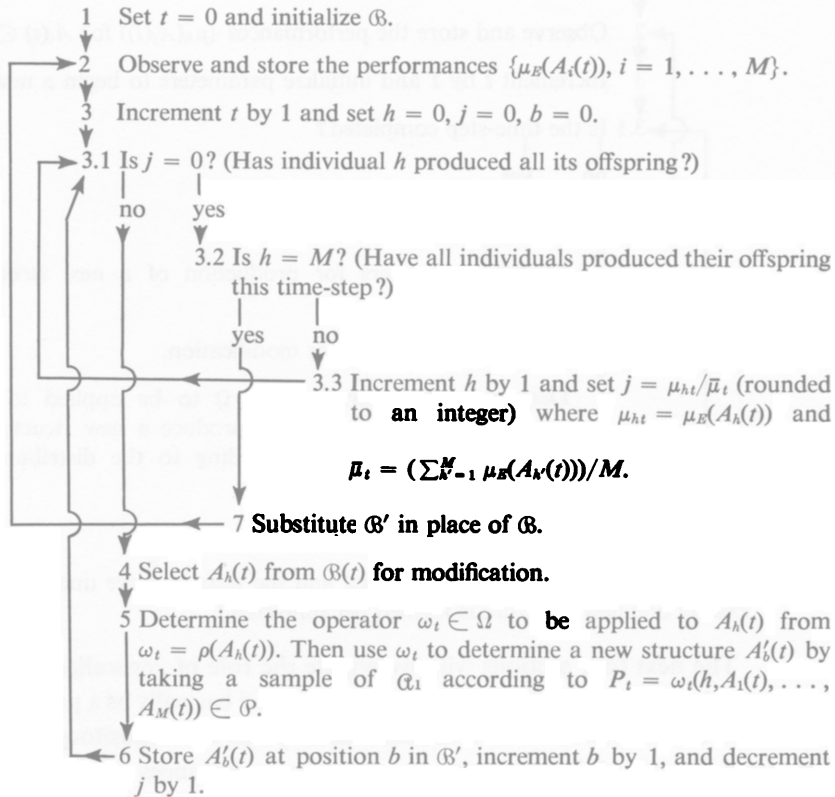 1 Set t = 0 and initialize ℬ.
2 Observe and store the performances {μ_E(A_i(t)), i = 1, . . . , M}.
3 Increment t by 1 and set h = 0, j = 0, b = 0.
3.1 Is j = 0? (Has individual h produced all its offspring?)
no yes
3.2 Is h = M? (Have all individuals produced their offspring
this time-step?)
yes no
3.3 Increment h by 1 and set j = μ_ht/μ̄_t (rounded
to an integer) where μ_ht = μ_E(A_h(t)) and
μ̄_t = (∑^M_h'=1 μ_E(A_h'(t)))/M.
7 Substitute ℬ′ in place of ℬ.
4 Select A_h(t) from ℬ(t) for modification.
5 Determine the operator ω_t ∈ Ω to be applied to A_h(t) from
ω_t = ρ(A_h(t)). Then use ω_t to determine a new structure A′_b(t) by
taking a sample of 𝒜_1 according to P_t = ω_t(h,A_1(t), . . . ,
A_M(t)) ∈ 𝒫.
6 Store A′_b(t) at position b in ℬ′, increment b by 1, and decrement
j by 1.